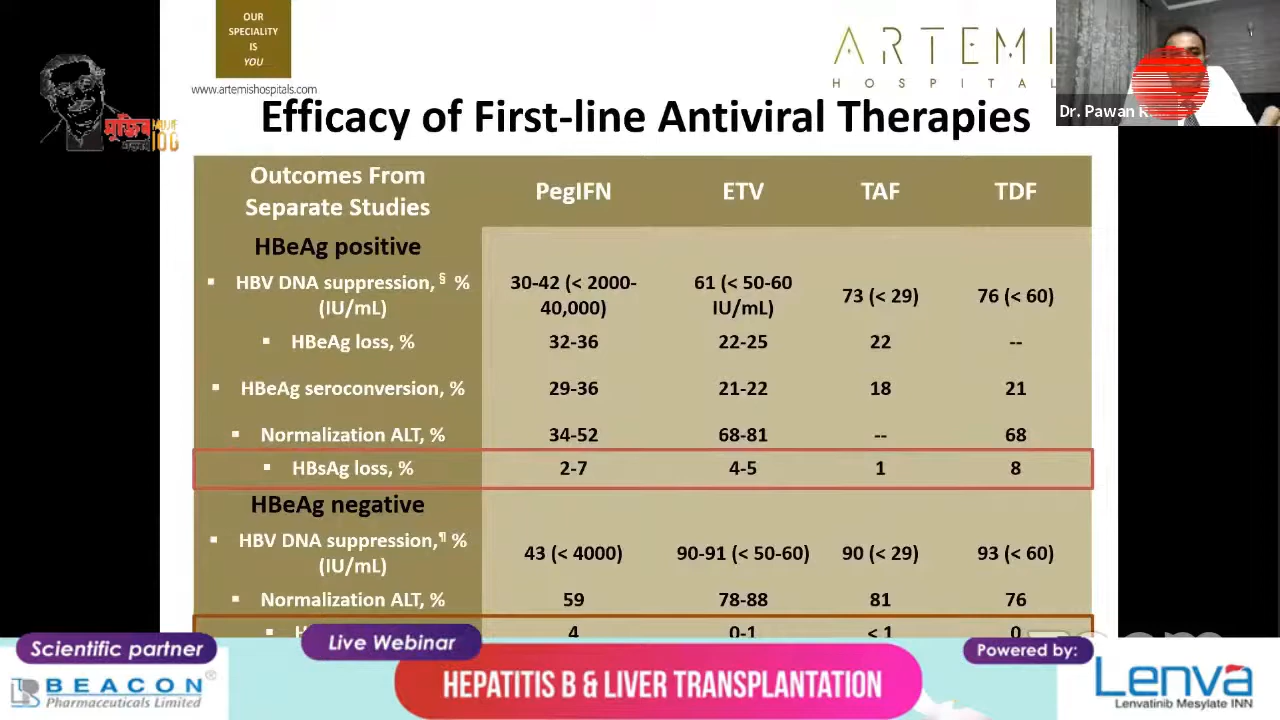 OUR
SPECIALITY
IS
YOU
www.artemishospitals.com
ARTEMI
HOSPITAL
মুজিব
100
Dr. Pawan
Efficacy of First-line Antiviral Therapies
Outcomes From Separate Studies PegIFN ETV TAF TDF
HBeAg positive
▪ HBV DNA suppression,§ % (IU/mL) 30-42 (< 2000-40,000) 61 (< 50-60 IU/mL) 73 (< 29) 76 (< 60)
▪ HBeAg loss, % 32-36 22-25 22 --
▪ HBeAg seroconversion, % 29-36 21-22 18 21
▪ Normalization ALT, % 34-52 68-81 -- 68
▪ HBsAg loss, % 2-7 4-5 1 8
HBeAg negative
▪ HBV DNA suppression,¶ % (IU/mL) 43 (< 4000) 90-91 (< 50-60) 90 (< 29) 93 (< 60)
▪ Normalization ALT, % 59 78-88 81 76
▪ 4 0-1 < 1 0
Scientific partner
BEACON®
Pharmaceuticals Limited
Live Webinar
HEPATITIS B & LIVER TRANSPLANTATION
Powered by:
Lenva
Lenvatinib Mesylate INN